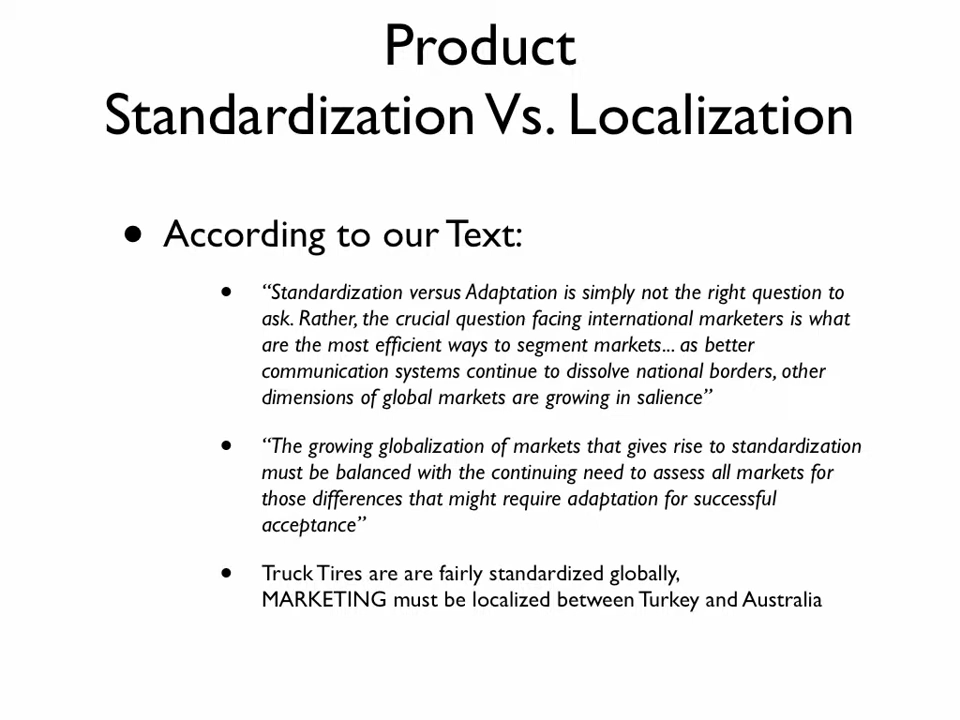 Product
Standardization Vs. Localization
• According to our Text:
• “Standardization versus Adaptation is simply not the right question to
ask. Rather, the crucial question facing international marketers is what
are the most efficient ways to segment markets... as better
communication systems continue to dissolve national borders, other
dimensions of global markets are growing in salience”
• “The growing globalization of markets that gives rise to standardization
must be balanced with the continuing need to assess all markets for
those differences that might require adaptation for successful
acceptance”
• Truck Tires are are fairly standardized globally,
MARKETING must be localized between Turkey and Australia